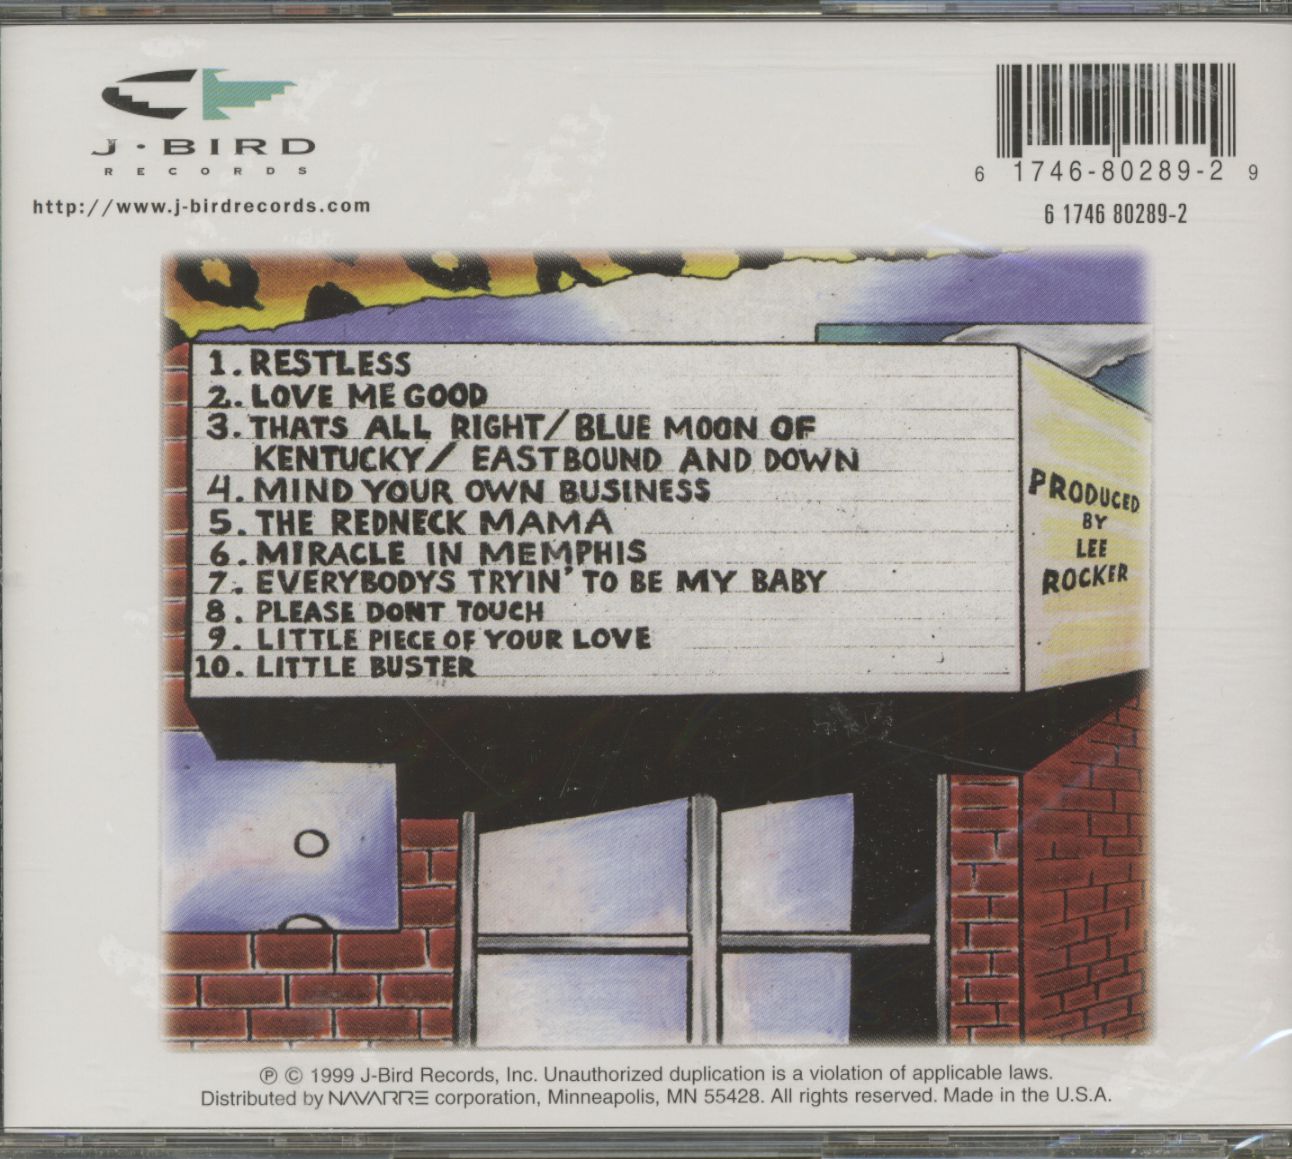 J·BIRD
RECORDS
http://www.j-birdrecords.com
6 1746-80289-2 9
6 1746 80289-2
1. RESTLESS
2. LOVE ME GOOD
3. THATS ALL RIGHT/BLUE MOON OF
KENTUCKY/ EASTBOUND AND DOWN
4. MIND YOUR OWN BUSINESS
5. THE REDNECK MAMA
6. MIRACLE IN MEMPHIS
7. EVERYBODYS TRYIN' TO BE MY BABY
8. PLEASE DONT TOUCH
9. LITTLE PIECE OF YOUR LOVE
10. LITTLE BUSTER
PRODUCED
BY
LEE
ROCKER
℗ © 1999 J-Bird Records, Inc. Unauthorized duplication is a violation of applicable laws.
Distributed by NAVARRE corporation, Minneapolis, MN 55428. All rights reserved. Made in the U.S.A.